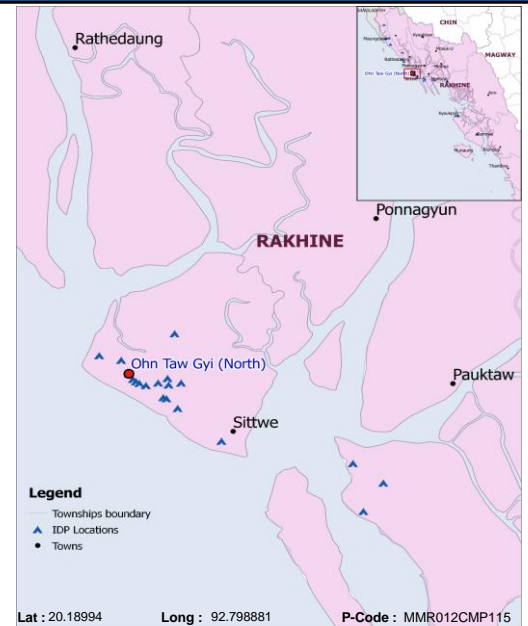 Rathedaung
CHIN
MAGWAY
RAKHINE
Ponnagyun
RAKHINE
Ohn Taw Gyi (North)
Pauktaw
Sittwe
Legend
Townships boundary
IDP Locations
Towns
Lat : 20.18994 Long : 92.798881 P-Code : MMR012CMP115